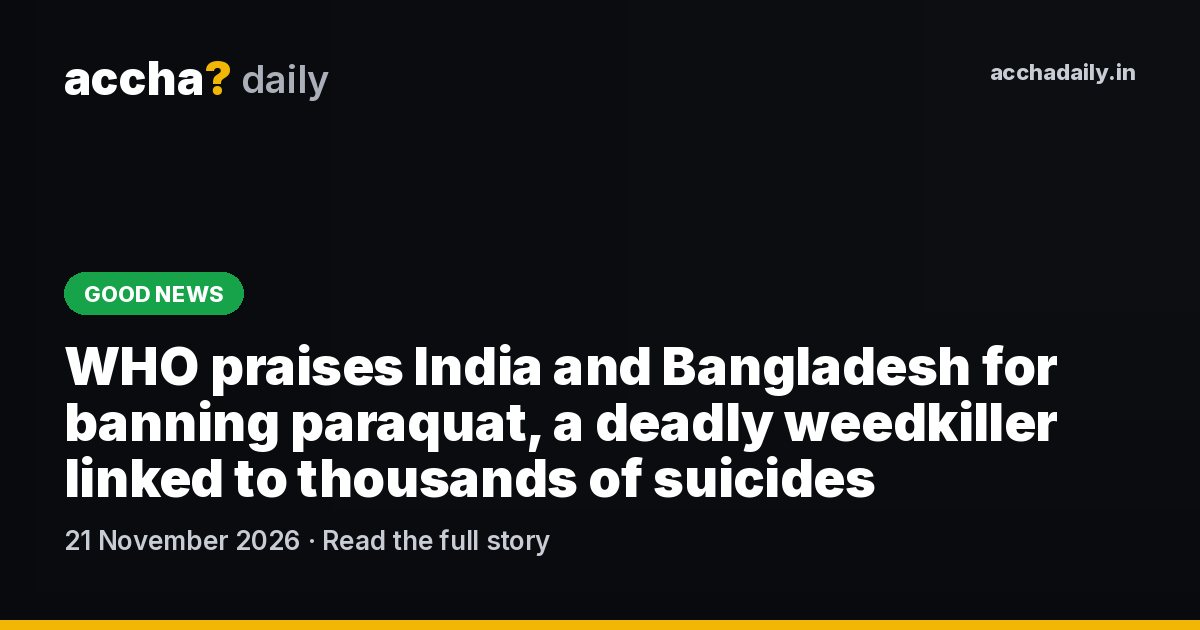 accha? daily
acchadaily.in
GOOD NEWS
WHO praises India and Bangladesh for
banning paraquat, a deadly weedkiller
linked to thousands of suicides
21 November 2026 · Read the full story